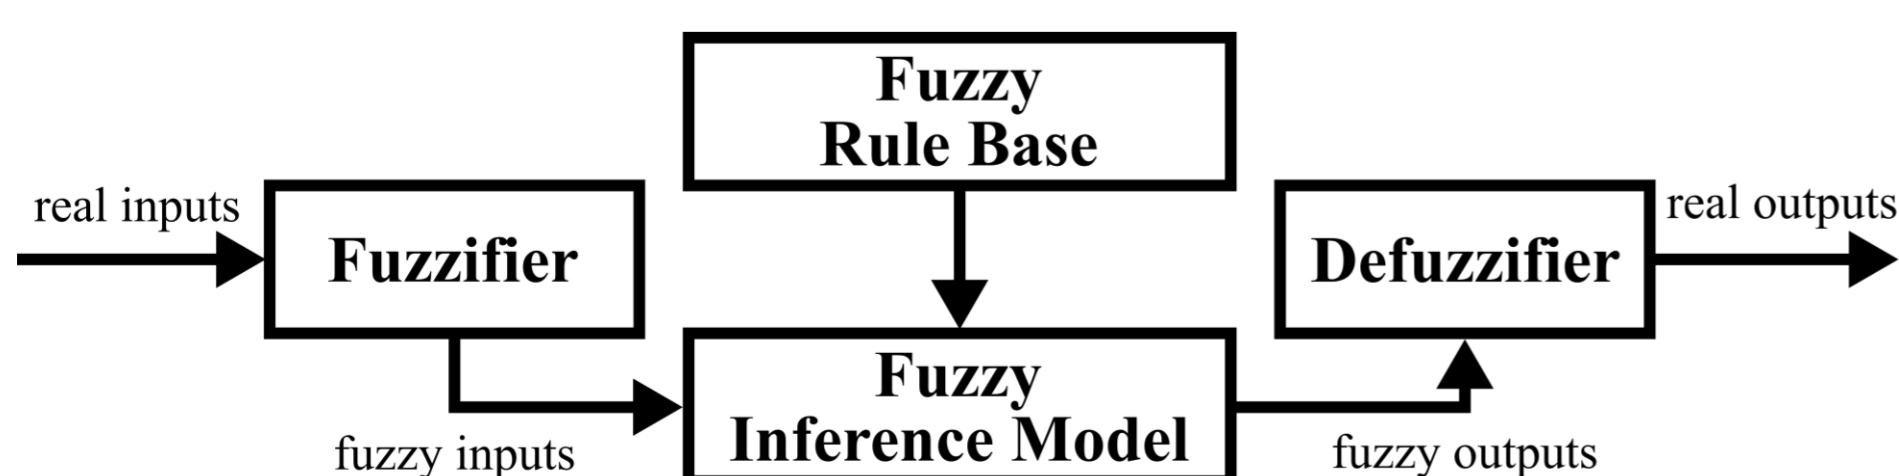 Fuzzy
Rule Base
real inputs
Fuzzifier
Defuzzifier
real outputs
fuzzy inputs
Fuzzy
Inference Model
fuzzy outputs